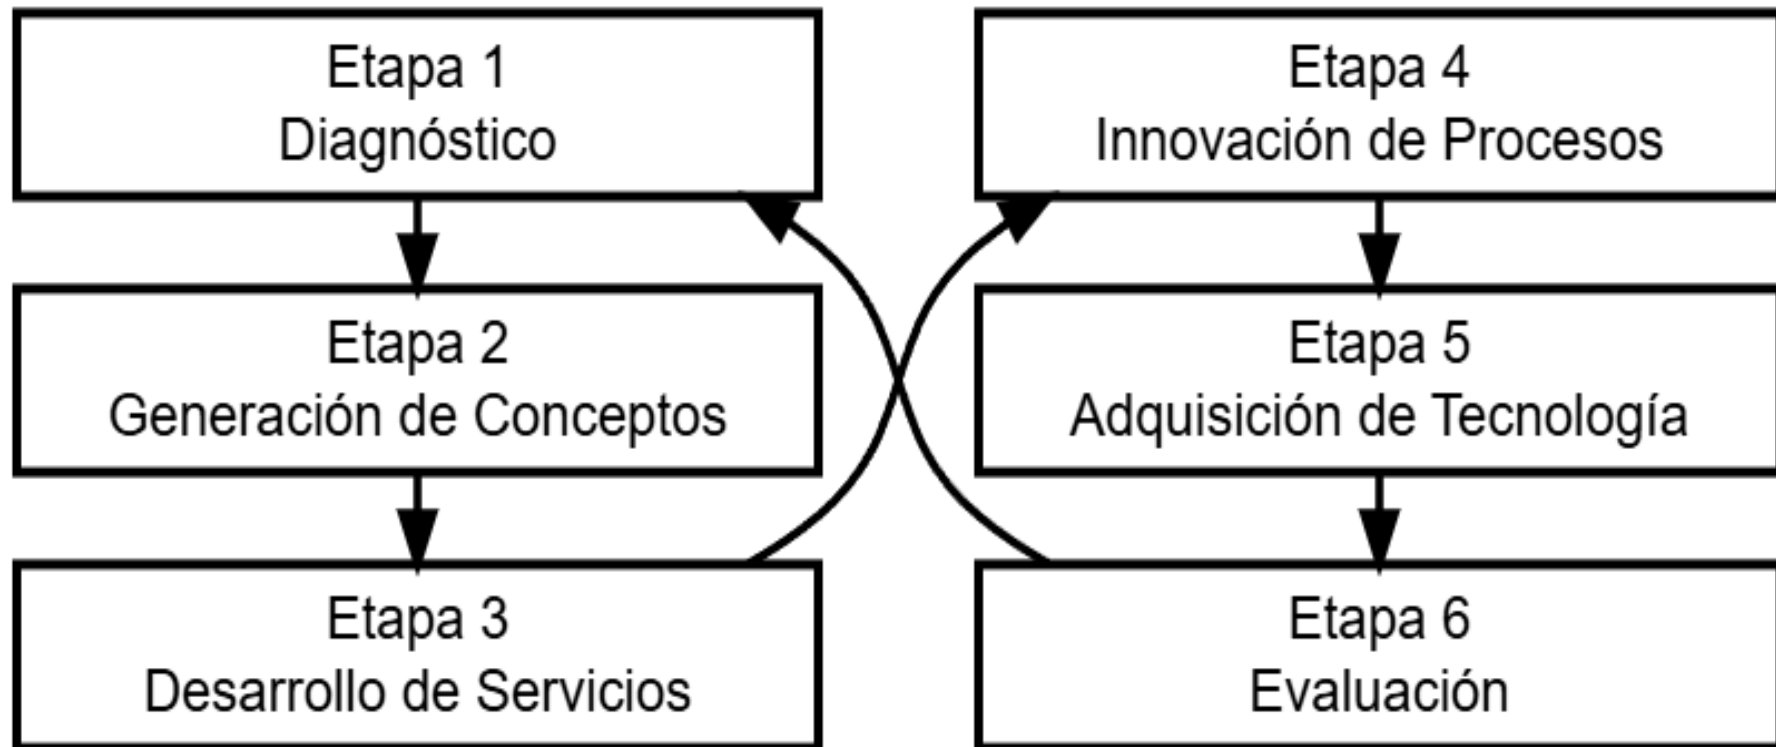 Etapa 1
Diagnóstico
Etapa 2
Generación de Conceptos
Etapa 3
Desarrollo de Servicios
Etapa 4
Innovación de Procesos
Etapa 5
Adquisición de Tecnología
Etapa 6
Evaluación